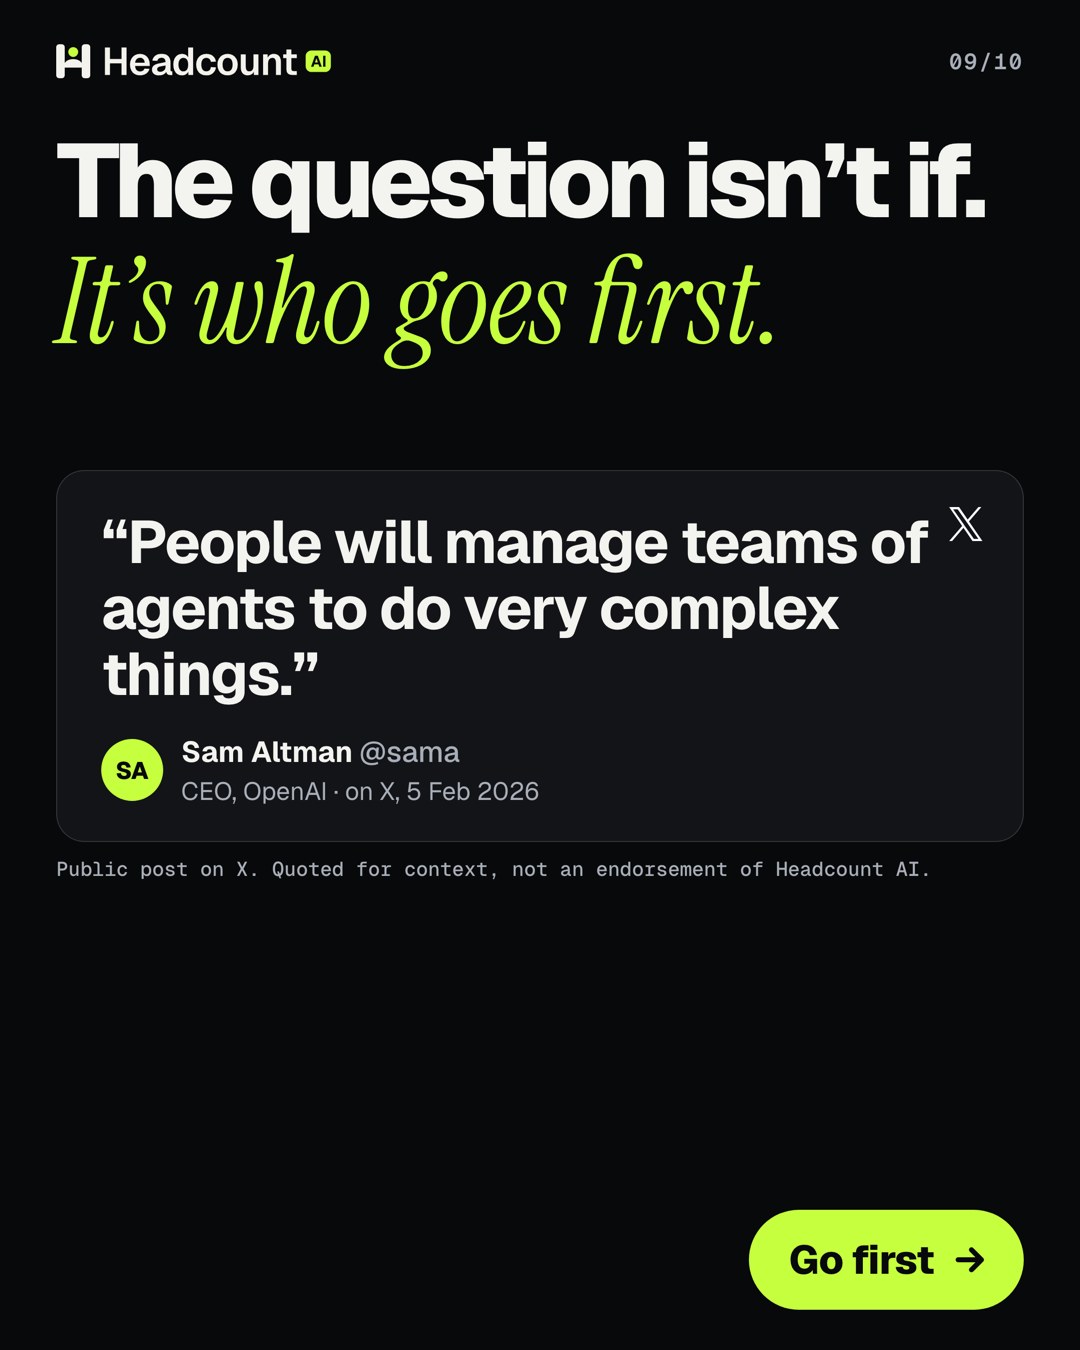 Headcount AI
09/10
The question isn’t if.
It’s who goes first.
“People will manage teams of
agents to do very complex
things.”
SA
Sam Altman @sama
CEO, OpenAI · on X, 5 Feb 2026
Public post on X. Quoted for context, not an endorsement of Headcount AI.
Go first →